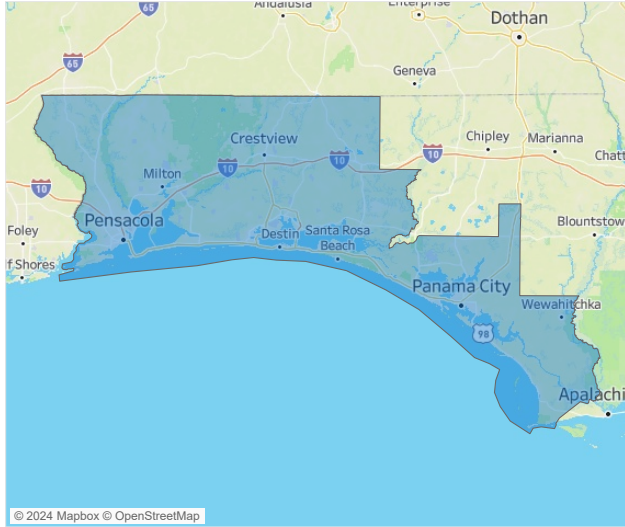 Andalusia
Enterprise
65
Dothan
65
Geneva
Crestview
Chipley
Marianna
10
10
10
Chatt
Milton
10
Pensacola
Blountstow
Foley
Destin
Santa Rosa
Beach
f Shores
Panama City
Wewahitchka
98
Apalachi
© 2024 Mapbox © OpenStreetMap